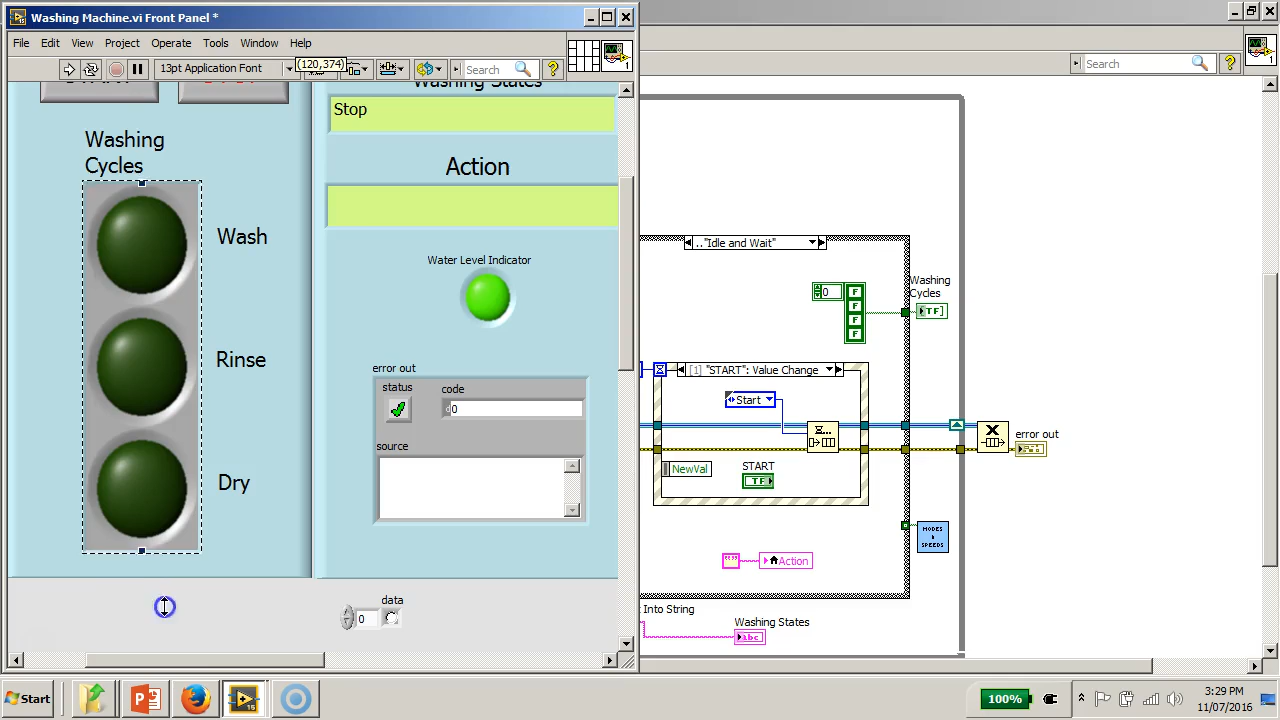 Washing Machine.vi Front Panel *
File Edit View Project Operate Tools Window Help
13pt Application Font
(120,374)
Search
Search
Washing States
Stop
Washing
Cycles
Action
Wash
Water Level Indicator
Rinse
error out
status
code
d 0
source
Dry
data
0
.."Idle and Wait"
0
F
F
F
F
Washing
Cycles
TF]
[1] "START": Value Change
Start
error out
NewVal
START
TF
MODES
&
SPEEDS
Action
t Into String
Washing States
abc
Start
100%
3:29 PM
11/07/2016